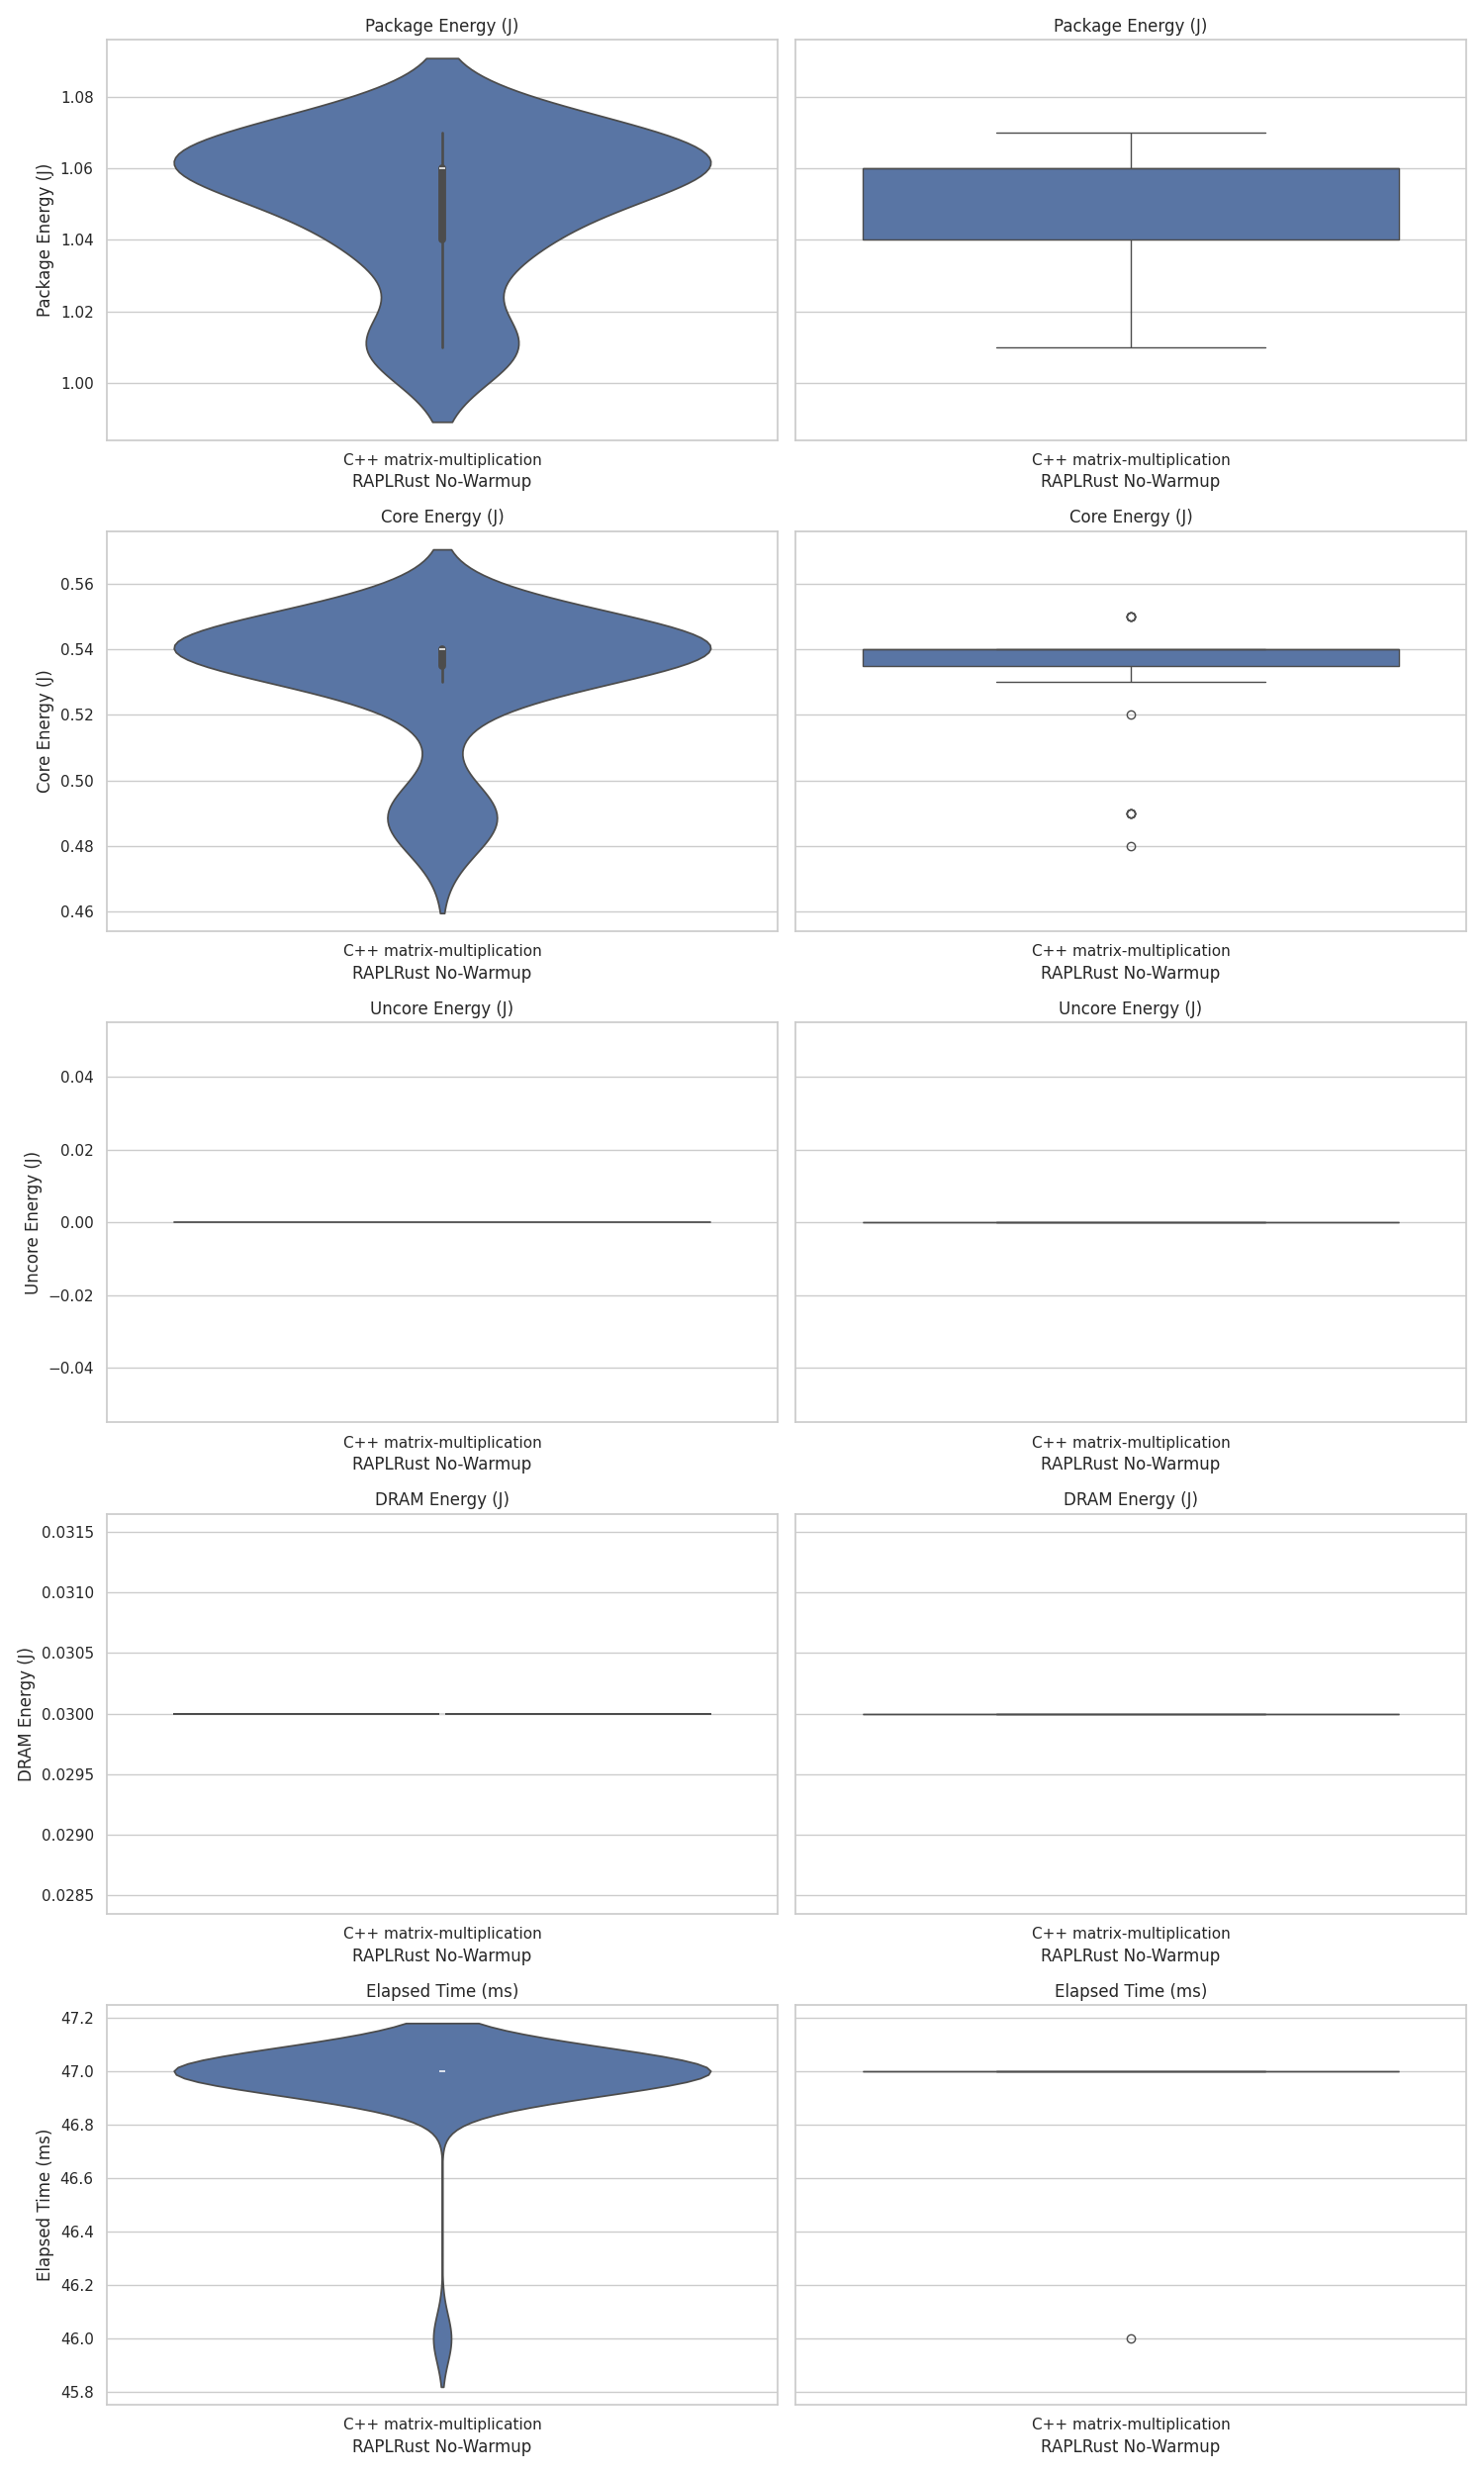 Package Energy (J)
Package Energy (J)
Package Energy (J)
1.08
1.06
1.04
1.02
1.00
C++ matrix-multiplication
RAPLRust No-Warmup
C++ matrix-multiplication
RAPLRust No-Warmup
Core Energy (J)
Core Energy (J)
Core Energy (J)
0.56
0.54
0.52
0.50
0.48
0.46
C++ matrix-multiplication
RAPLRust No-Warmup
C++ matrix-multiplication
RAPLRust No-Warmup
Uncore Energy (J)
Uncore Energy (J)
Uncore Energy (J)
0.04
0.02
0.00
−0.02
−0.04
C++ matrix-multiplication
RAPLRust No-Warmup
C++ matrix-multiplication
RAPLRust No-Warmup
DRAM Energy (J)
DRAM Energy (J)
DRAM Energy (J)
0.0315
0.0310
0.0305
0.0300
0.0295
0.0290
0.0285
C++ matrix-multiplication
RAPLRust No-Warmup
C++ matrix-multiplication
RAPLRust No-Warmup
Elapsed Time (ms)
Elapsed Time (ms)
Elapsed Time (ms)
47.2
47.0
46.8
46.6
46.4
46.2
46.0
45.8
C++ matrix-multiplication
RAPLRust No-Warmup
C++ matrix-multiplication
RAPLRust No-Warmup